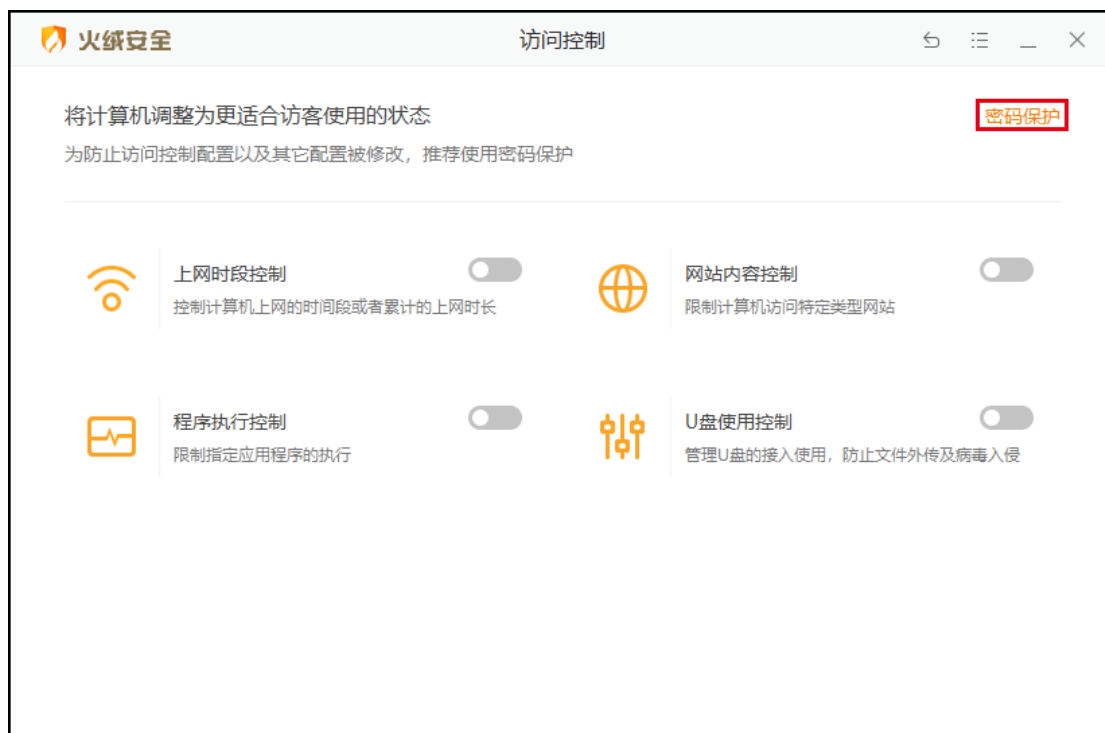 火绒安全
访问控制
将计算机调整为更适合访客使用的状态
密码保护
为防止访问控制配置以及其它配置被修改，推荐使用密码保护
上网时段控制
控制计算机上网的时间段或者累计的上网时长
网站内容控制
限制计算机访问特定类型网站
程序执行控制
限制指定应用程序的执行
U盘使用控制
管理U盘的接入使用，防止文件外传及病毒入侵